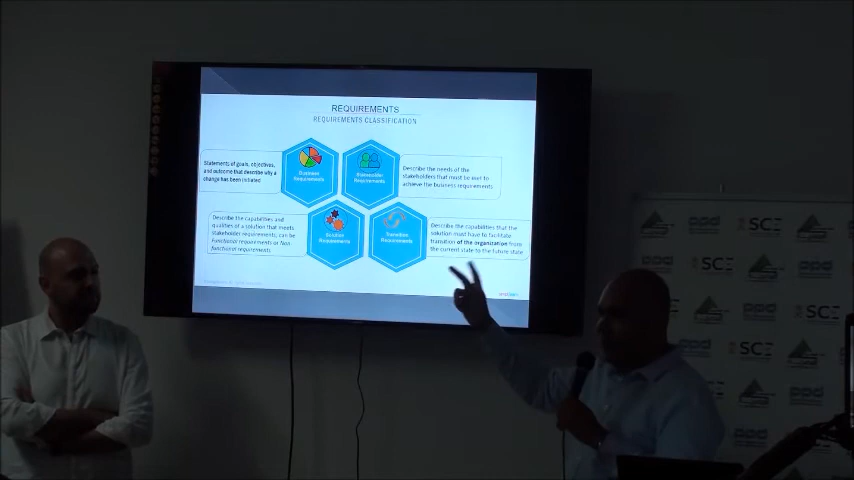 REQUIREMENTS
REQUIREMENTS CLASSIFICATION
Statements of goals, objectives,
and outcome that describe why a
change has been initiated
Business
Requirements
Stakeholder
Requirements
Describe the needs of the
stakeholders that must be met to
achieve the business requirements
Describe the capabilities and
qualities of a solution that meets
stakeholder requirements, can be
Functional requirements or Non-
functional requirements
Solution
Requirements
Transition
Requirements
Describe the capabilities that the
solution must have to facilitate
transition of the organization from
the current state to the future state
SCE
SCE
SCE
SCE